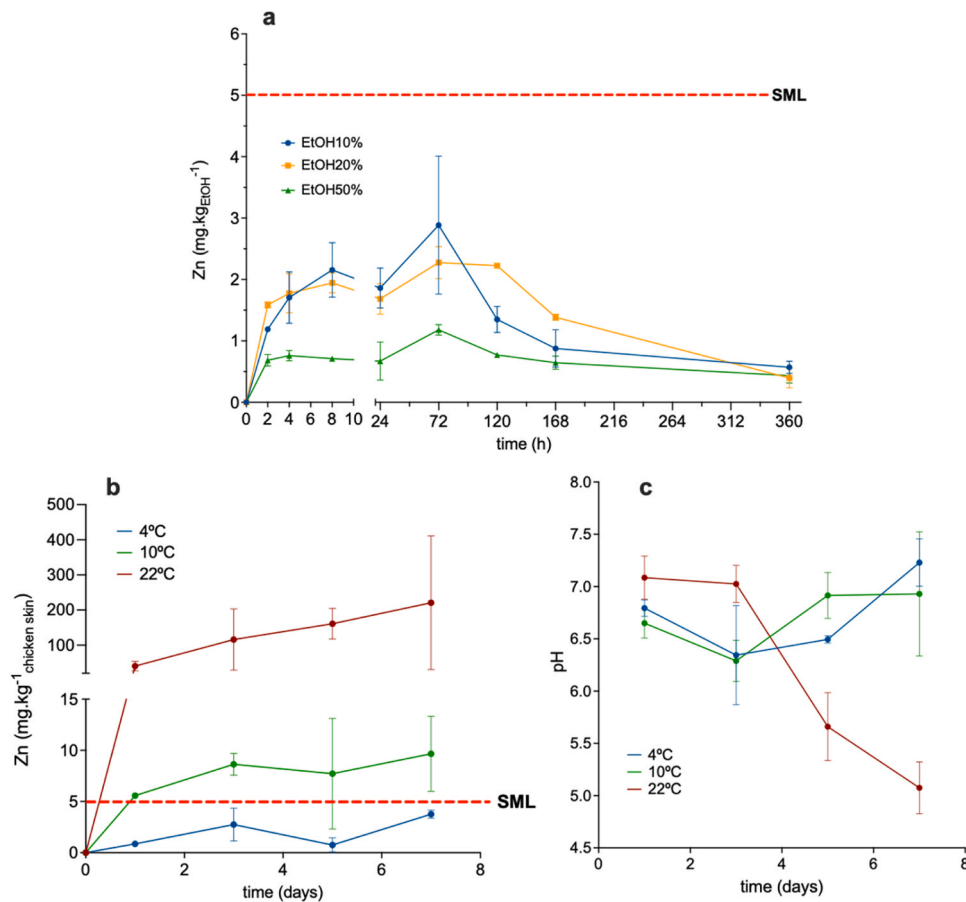 a
6
5
4
3
2
1
0
Zn (mg.kg_EtOH⁻¹)
SML
EtOH10%
EtOH20%
EtOH50%
0 2 4 6 8 10 24 72 120 168 216 264 312 360
time (h)
b
500
400
300
200
100
15
10
5
0
Zn (mg.kg⁻¹ chicken skin)
4ºC
10ºC
22ºC
SML
0 2 4 6 8
time (days)
c
8.0
7.5
7.0
6.5
6.0
5.5
5.0
4.5
pH
4ºC
10ºC
22ºC
0 2 4 6 8
time (days)